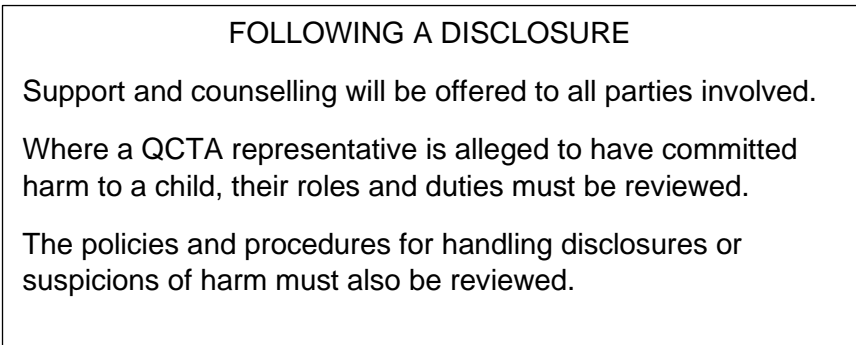 FOLLOWING A DISCLOSURE
Support and counselling will be offered to all parties involved.
Where a QCTA representative is alleged to have committed
harm to a child, their roles and duties must be reviewed.
The policies and procedures for handling disclosures or
suspicions of harm must also be reviewed.